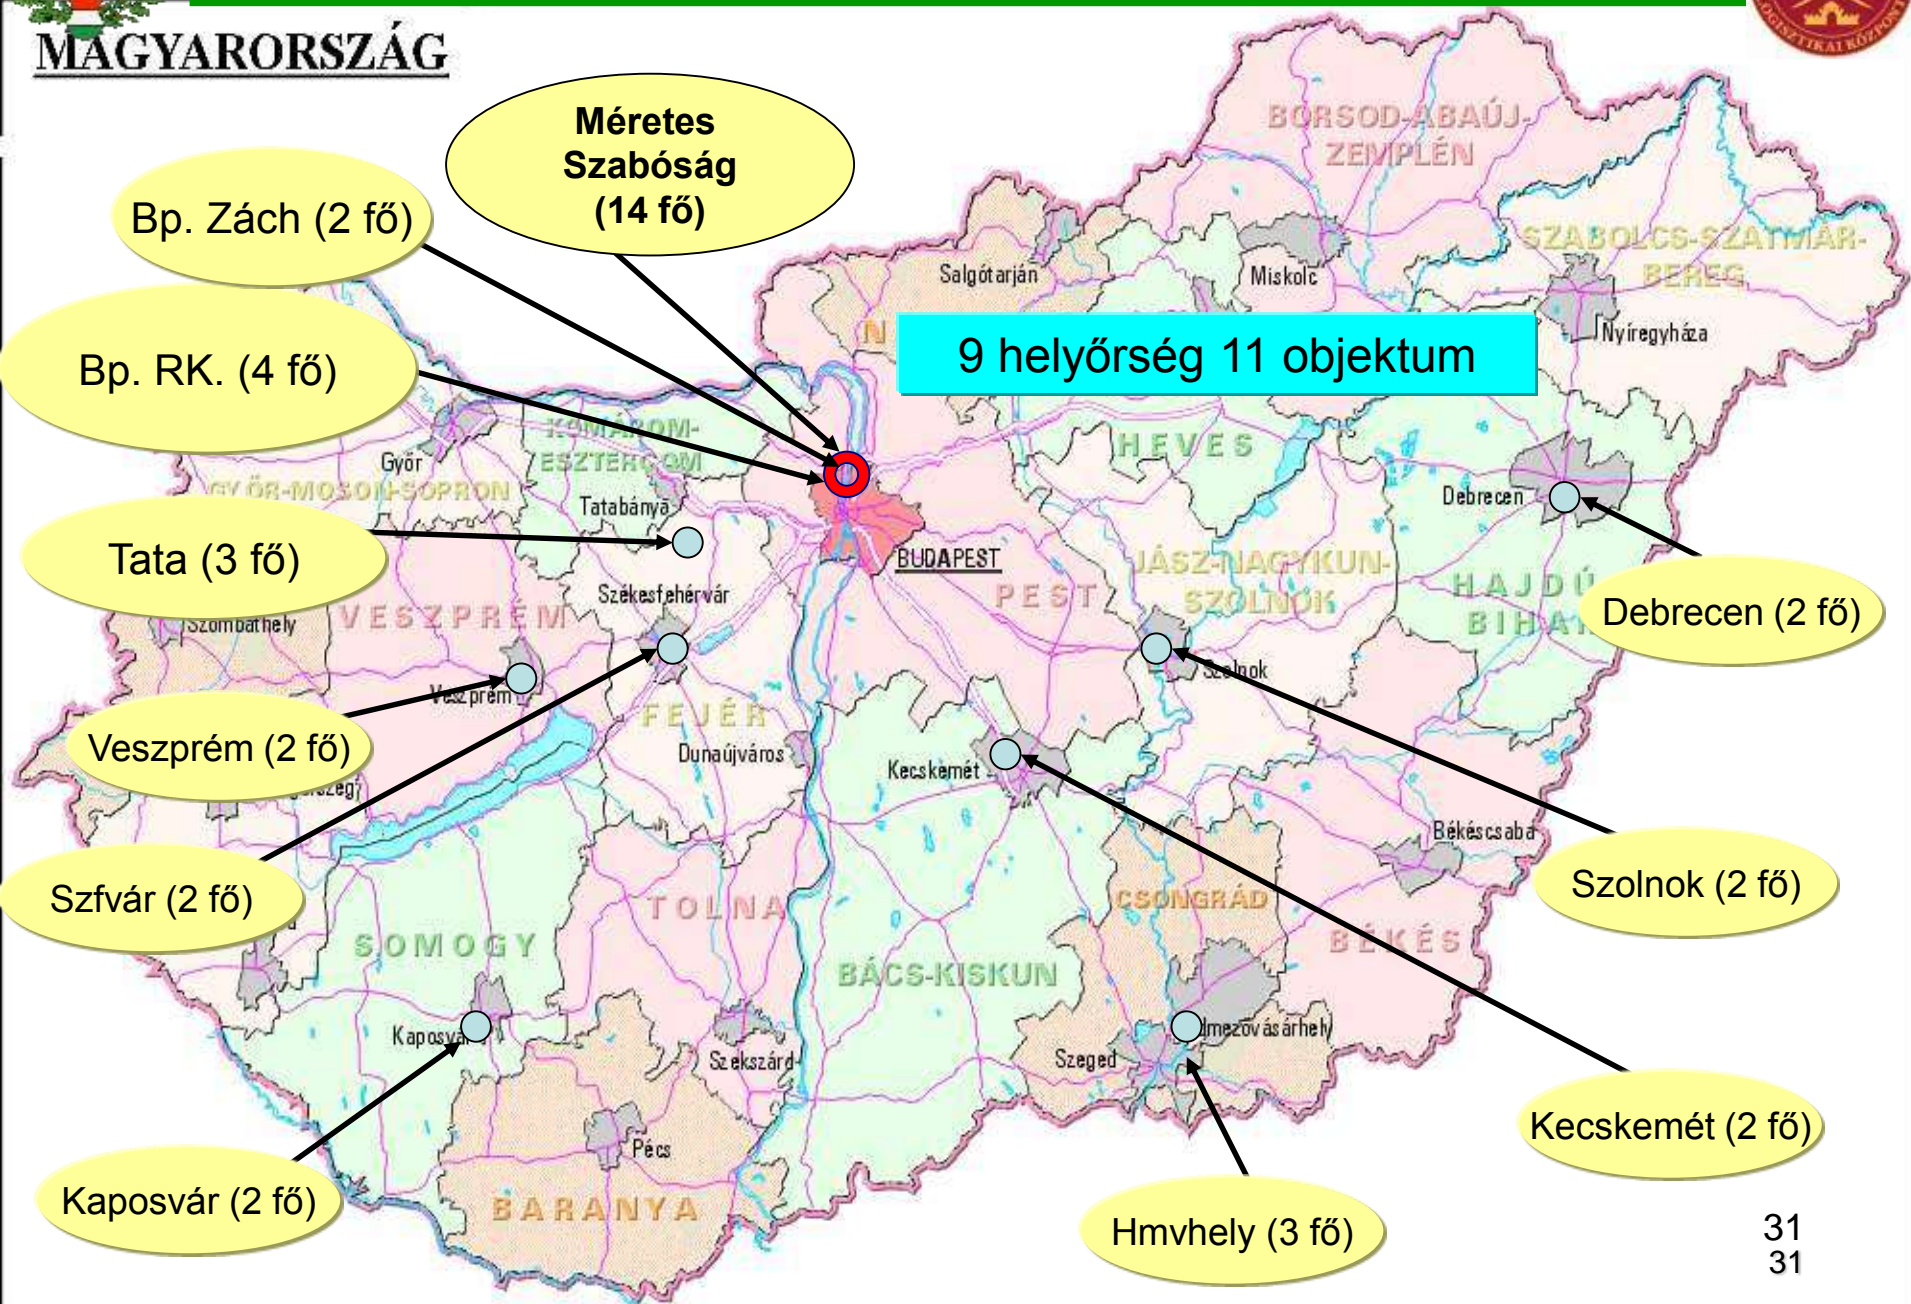 MAGYARORSZÁG
LOGISZTIKAI KÖZPONT
Méretes
Szabóság
(14 fő)
Bp. Zách (2 fő)
Bp. RK. (4 fő)
9 helyőrség 11 objektum
Tata (3 fő)
Veszprém (2 fő)
Szfvár (2 fő)
Kaposvár (2 fő)
Debrecen (2 fő)
Szolnok (2 fő)
Kecskemét (2 fő)
Hmvhely (3 fő)
BORSOD-ABAÚJ-
ZEMPLÉN
SZABOLCS-SZATMÁR-
BEREG
Salgótarján
Miskolc
Nyíregyháza
N
HEVES
KOMÁROM-
ESZTERGOM
Győr
GYŐR-MOSON-SOPRON
Tatabánya
Debrecen
BUDAPEST
PEST
JÁSZ-NAGYKUN-
SZOLNOK
HAJDÚ
BIHAR
Székesfehérvár
Szombathely
VESZPRÉM
Veszprém
FEJÉR
Dunaújváros
Szolnok
Kecskemét
Békéscsaba
CSONGRÁD
BÉKÉS
TOLNA
SOMOGY
BÁCS-KISKUN
Kaposvár
Szekszárd
Szeged
dmezővásárhely
Pécs
BARANYA
31
31